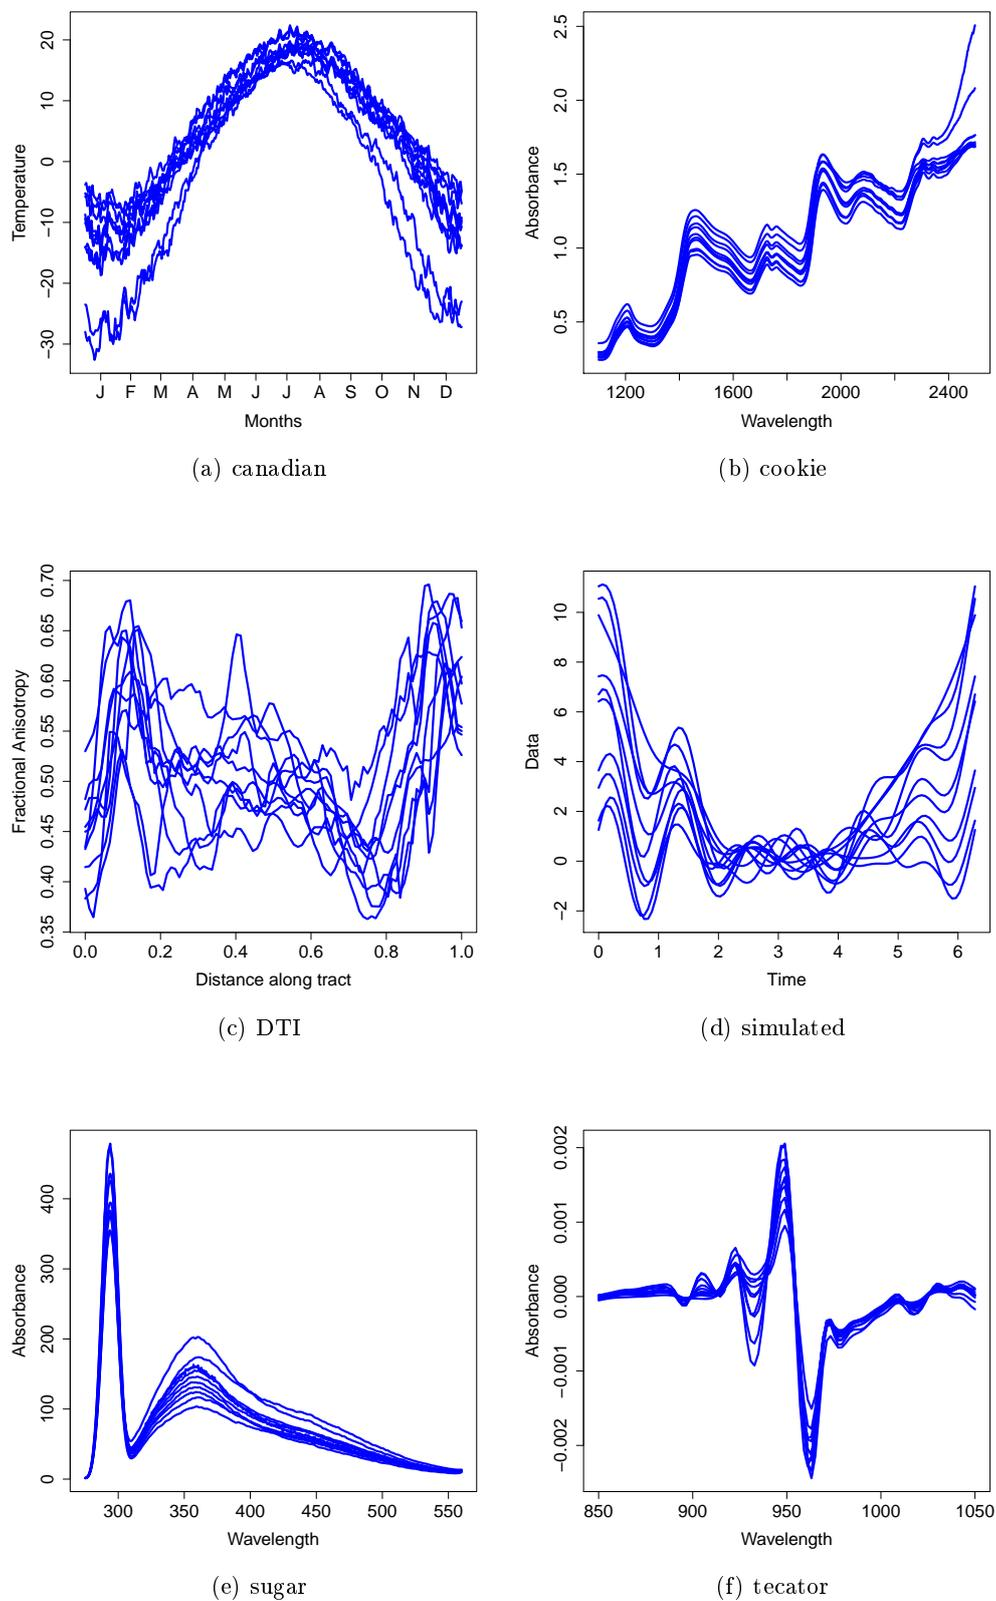 20
10
0
−10
−20
−30
Temperature
J F M A M J J A S O N D
Months
(a) canadian
2.5
2.0
1.5
1.0
0.5
Absorbance
1200 1600 2000 2400
Wavelength
(b) cookie
0.70
0.65
0.60
0.55
0.50
0.45
0.40
0.35
Fractional Anisotropy
0.0 0.2 0.4 0.6 0.8 1.0
Distance along tract
(c) DTI
10
8
6
4
2
0
−2
Data
0 1 2 3 4 5 6
Time
(d) simulated
400
300
200
100
0
Absorbance
300 350 400 450 500 550
Wavelength
(e) sugar
0.002
0.001
0.000
−0.001
−0.002
Absorbance
850 900 950 1000 1050
Wavelength
(f) tecator